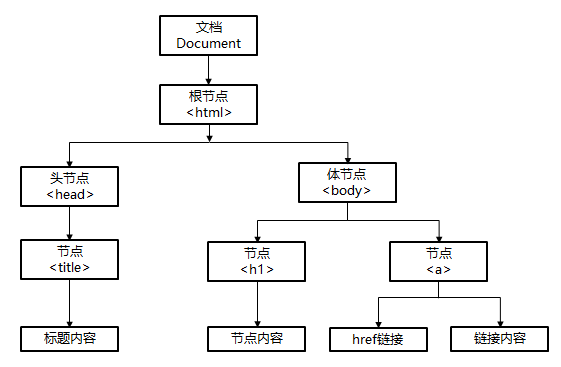 文档
Document
根节点
<html>
头节点
<head>
体节点
<body>
节点
<title>
节点
<h1>
节点
<a>
标题内容
节点内容
href链接
链接内容